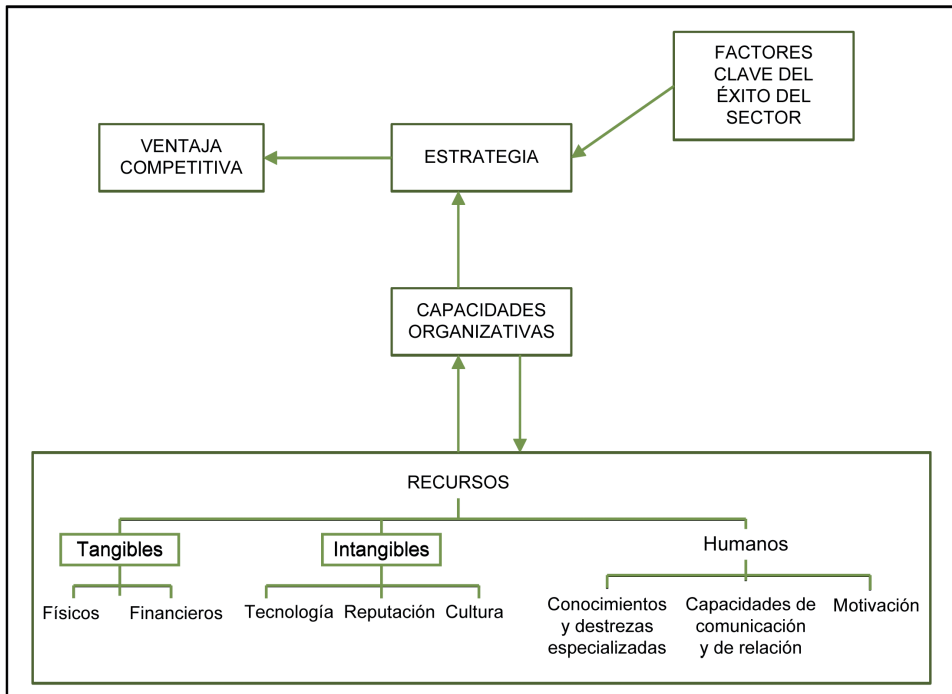 FACTORES
CLAVE DEL
ÉXITO DEL
SECTOR
VENTAJA
COMPETITIVA
ESTRATEGIA
CAPACIDADES
ORGANIZATIVAS
RECURSOS
Tangibles
Intangibles
Humanos
Físicos
Financieros
Tecnología
Reputación
Cultura
Conocimientos
y destrezas
especializadas
Capacidades de
comunicación
y de relación
Motivación